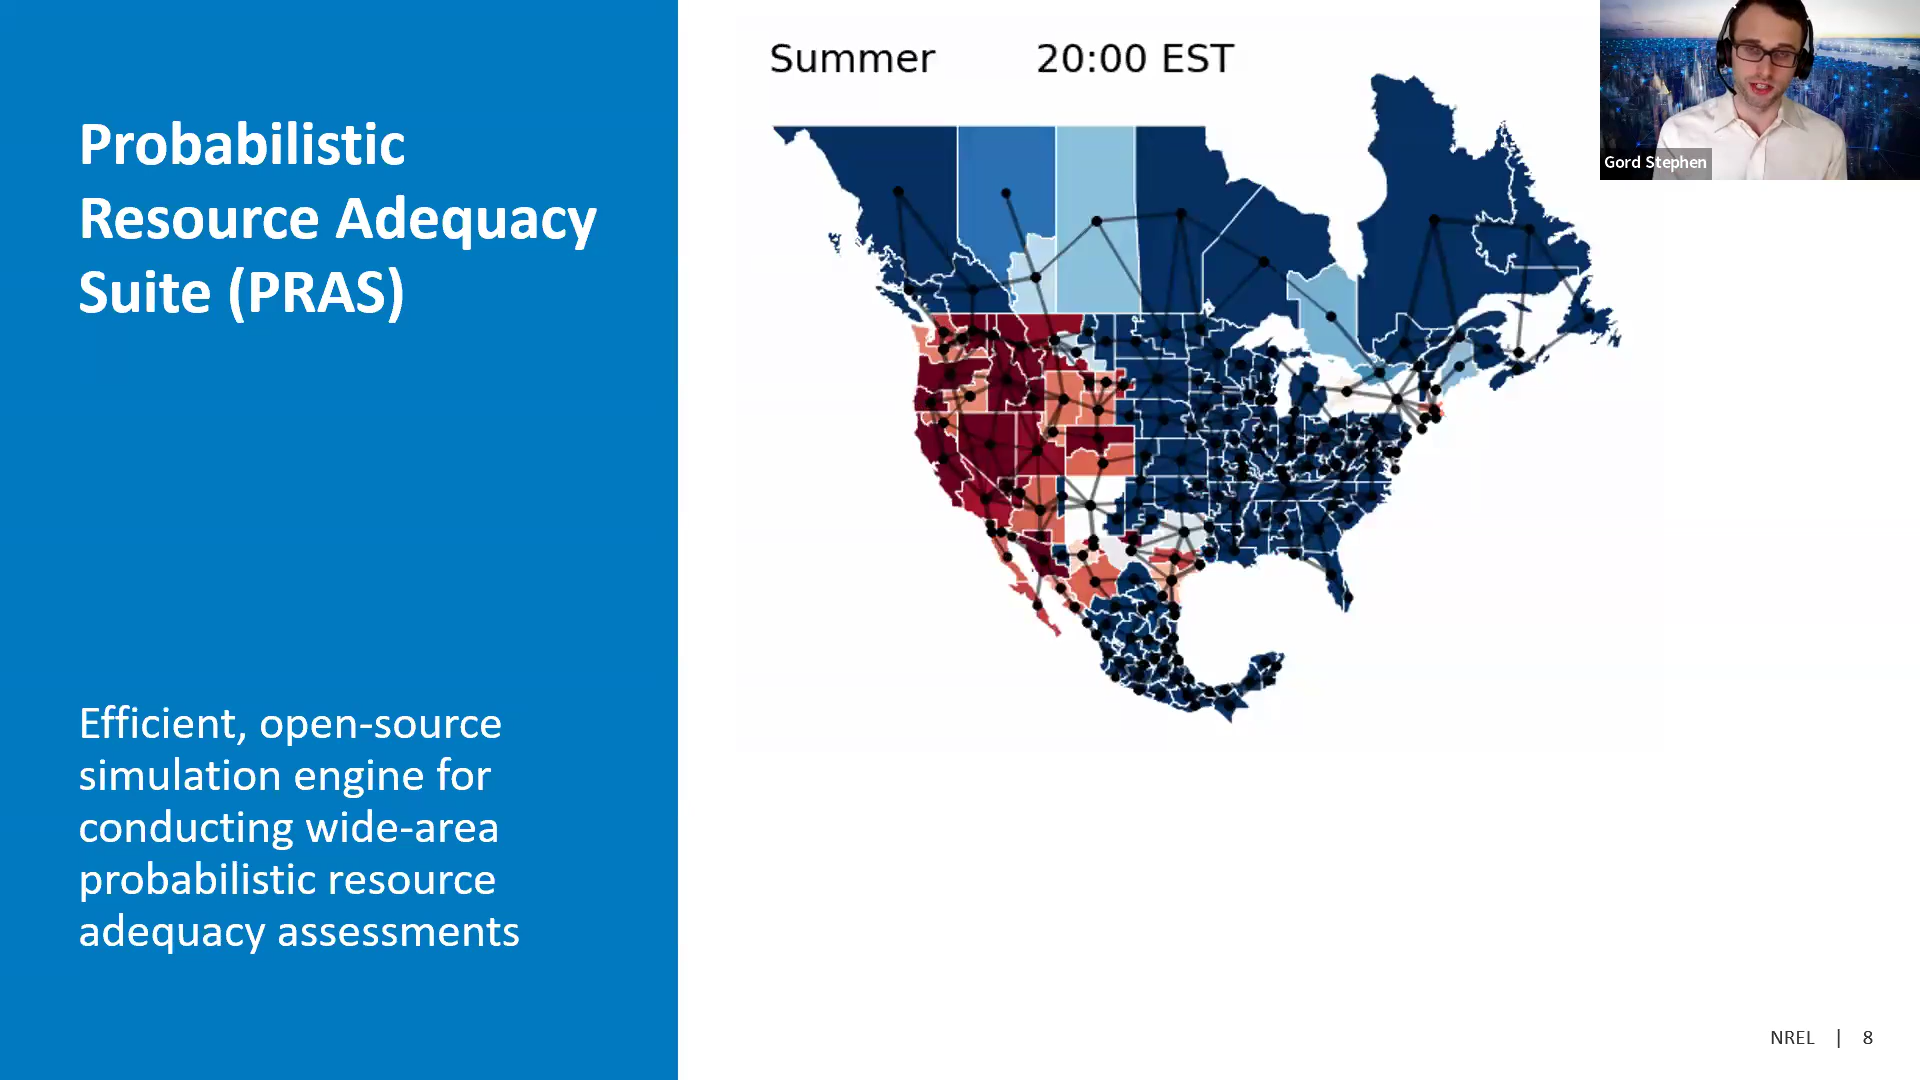 Summer 20:00 EST
Gord Stephen
Probabilistic
Resource Adequacy
Suite (PRAS)
Efficient, open-source
simulation engine for
conducting wide-area
probabilistic resource
adequacy assessments
NREL | 8